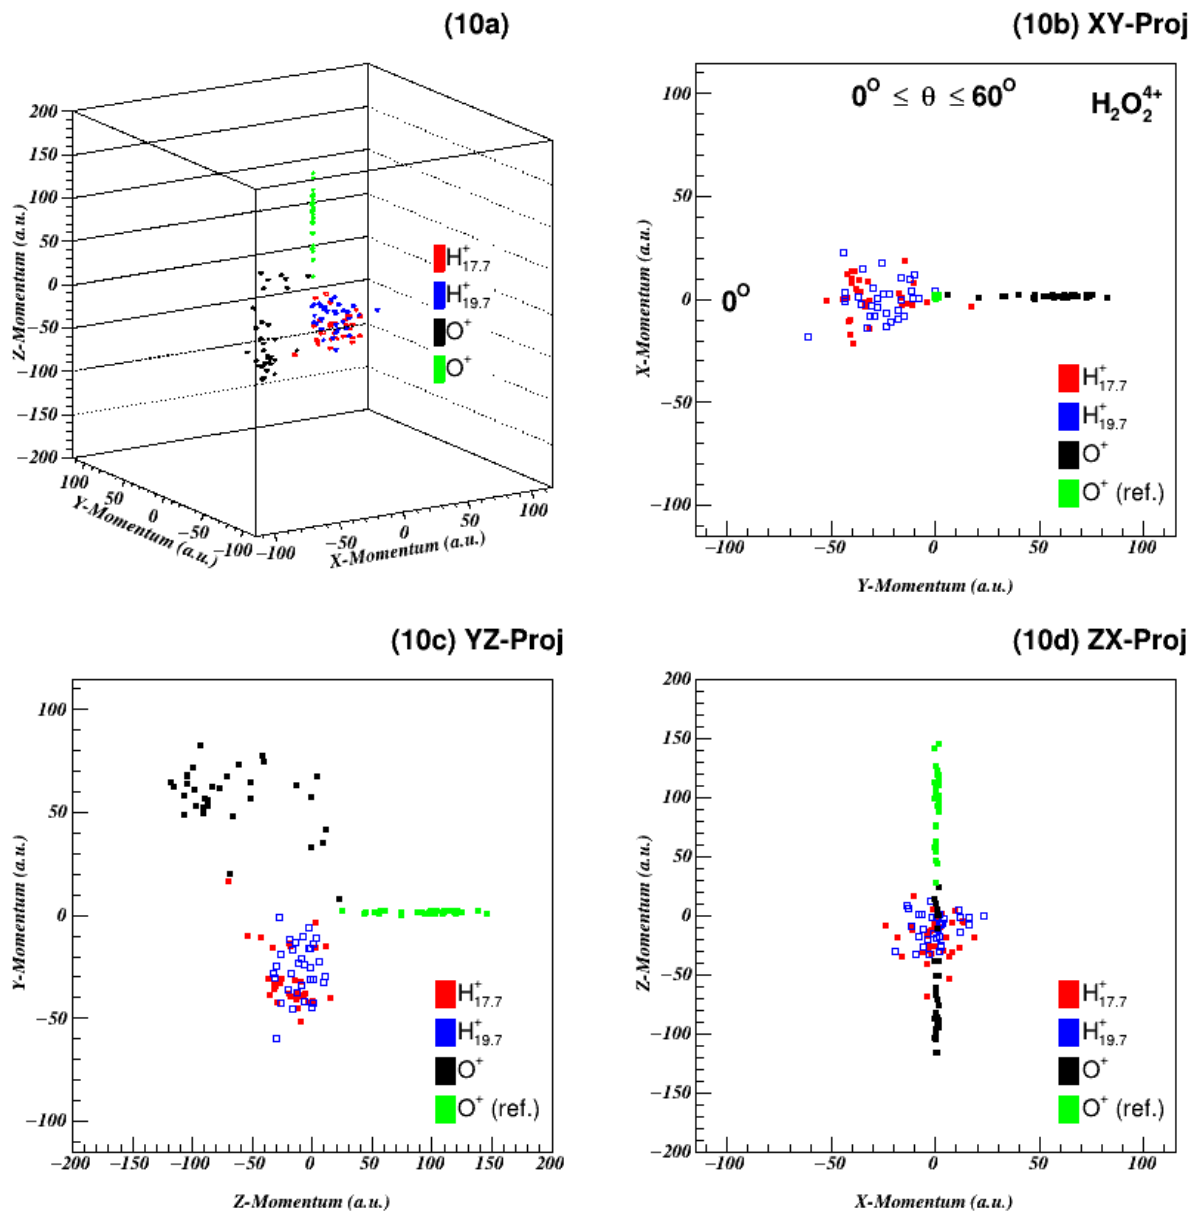 (10a)
200
150
100
50
0
−50
−100
−150
−200
Z-Momentum (a.u.)
100
50
0
−50
−100
Y-Momentum (a.u.)
−100
−50
0
50
100
X-Momentum (a.u.)
H⁺17.7
H⁺19.7
O⁺
O⁺
(10b) XY-Proj
0° ≤ θ ≤ 60°
H₂O₂⁴⁺
0°
100
50
0
−50
−100
X-Momentum (a.u.)
−100 −50 0 50 100
Y-Momentum (a.u.)
H⁺17.7
H⁺19.7
O⁺
O⁺ (ref.)
(10c) YZ-Proj
100
50
0
−50
−100
Y-Momentum (a.u.)
−200 −150 −100 −50 0 50 100 150 200
Z-Momentum (a.u.)
H⁺17.7
H⁺19.7
O⁺
O⁺ (ref.)
(10d) ZX-Proj
200
150
100
50
0
−50
−100
−150
−200
Z-Momentum (a.u.)
−100 −50 0 50 100
X-Momentum (a.u.)
H⁺17.7
H⁺19.7
O⁺
O⁺ (ref.)